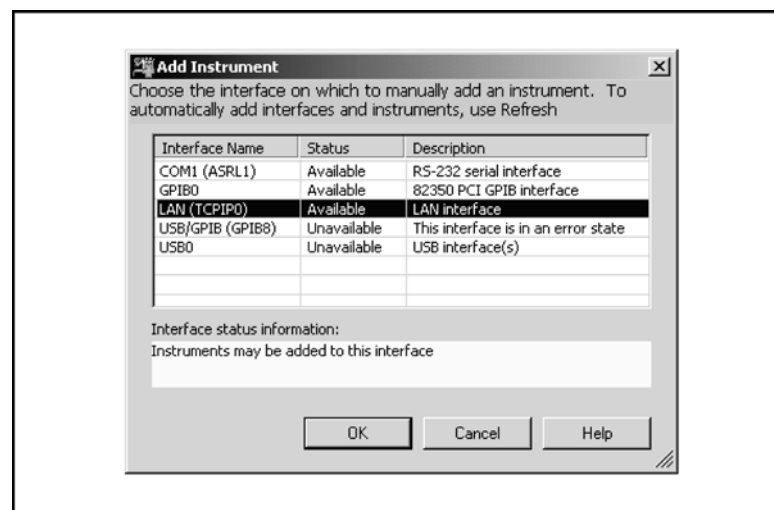 Add Instrument
Choose the interface on which to manually add an instrument. To
automatically add interfaces and instruments, use Refresh
Interface Name Status Description
COM1 (ASRL1) Available RS-232 serial interface
GPIB0 Available 82350 PCI GPIB interface
LAN (TCPIP0) Available LAN interface
USB/GPIB (GPIB8) Unavailable This interface is in an error state
USB0 Unavailable USB interface(s)
Interface status information:
Instruments may be added to this interface
OK Cancel Help